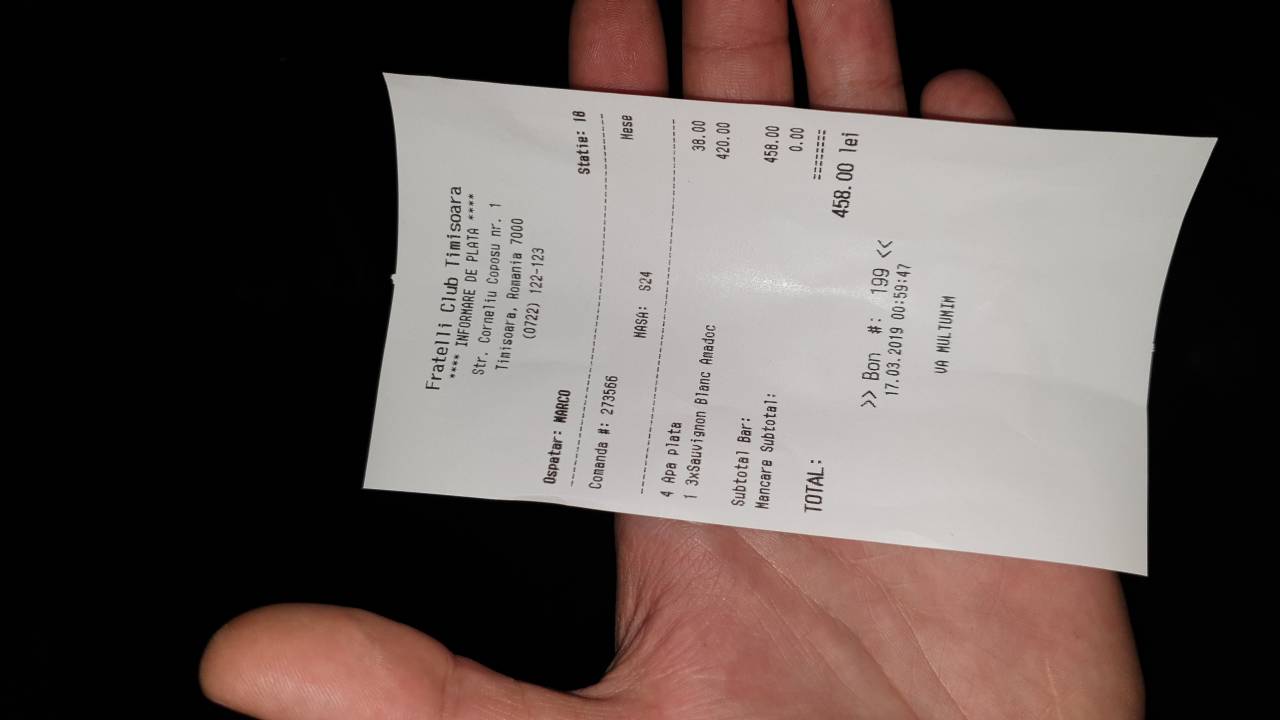 Fratelli Club Timisoara
**** INFORMARE DE PLATA ****
Str. Corneliu Coposu nr. 1
Timisoara, Romania 7000
(0722) 122-123
Ospatar: MARCO Statie: 18
Comanda #: 273566 Mese
MASA: S24
4 Apa plata 38.00
1 3xSauvignon Blanc Amadoc 420.00
Subtotal Bar: 458.00
Mancare Subtotal: 0.00
========
TOTAL: 458.00 lei
>> Bon #: 199 <<
17.03.2019 00:59:47
VA MULTUMIM